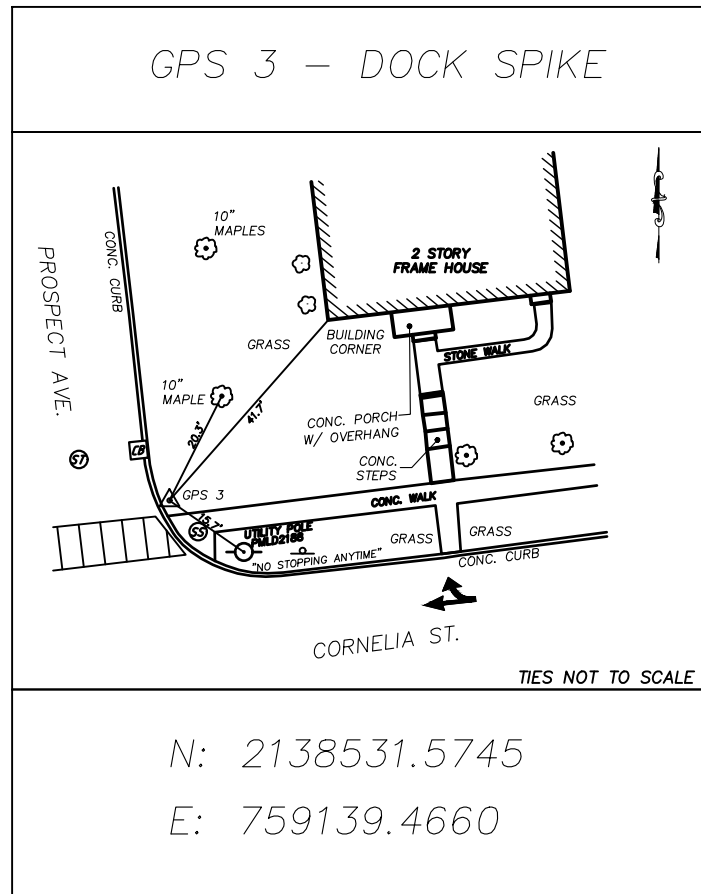 GPS 3 - DOCK SPIKE
10"
MAPLES
CONC. CURB
PROSPECT AVE.
2 STORY
FRAME HOUSE
GRASS
BUILDING
CORNER
STONE WALK
10"
MAPLE
20.3'
41.7'
CONC. PORCH
W/ OVERHANG
GRASS
CB
ST
CONC.
STEPS
GPS 3
CONC. WALK
15.7'
SS
UTILITY POLE
PMLD2186
GRASS
GRASS
"NO STOPPING ANYTIME"
CONC. CURB
CORNELIA ST.
TIES NOT TO SCALE
N: 2138531.5745
E: 759139.4660